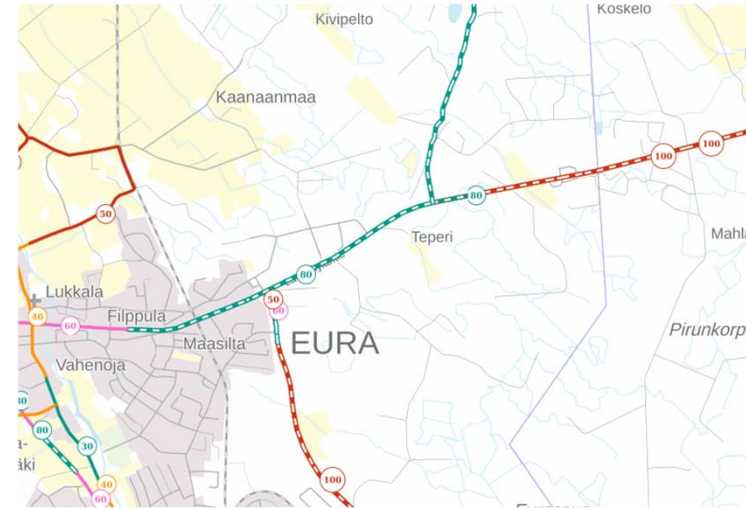 Kivipelto
Koskelo
Kaanaanmaa
100
100
80
50
Teperi
Mahla
80
Lukkala
50
60
40
Filppula
60
EURA
Maasilta
Pirunkorp
Vahenoja
80
30
äki
100
40
60